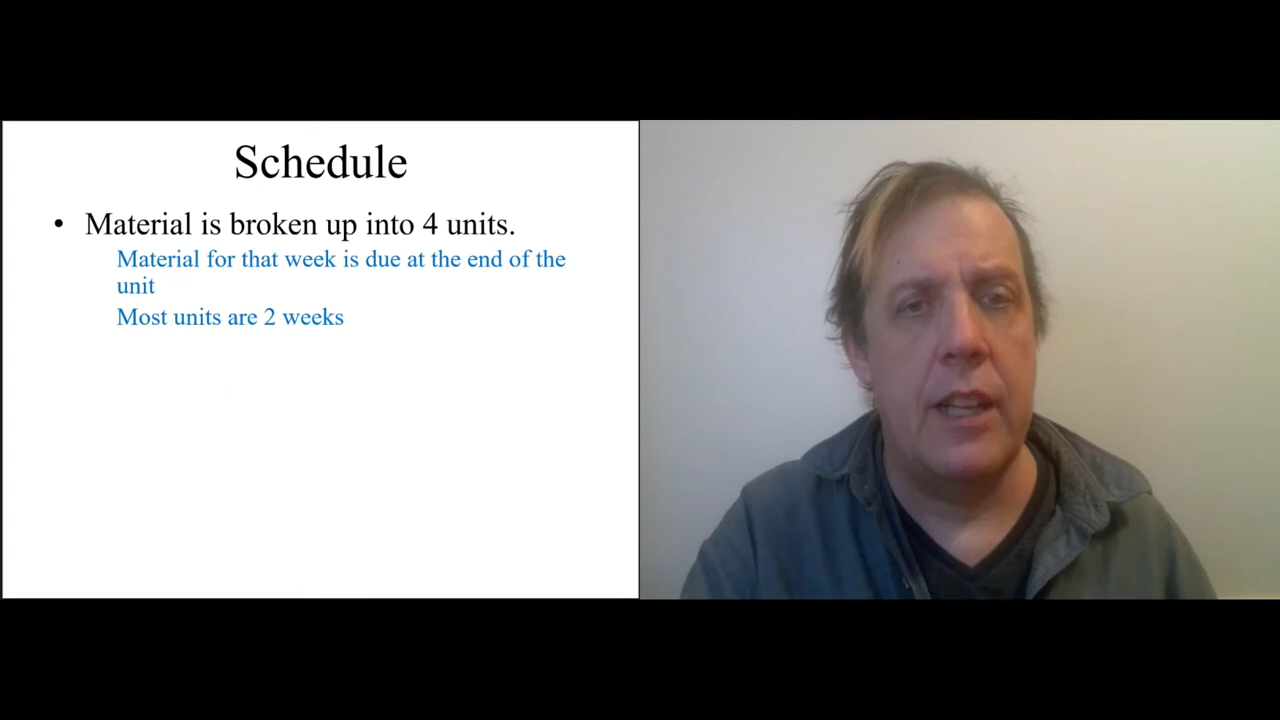 Schedule
• Material is broken up into 4 units.
Material for that week is due at the end of the
unit
Most units are 2 weeks